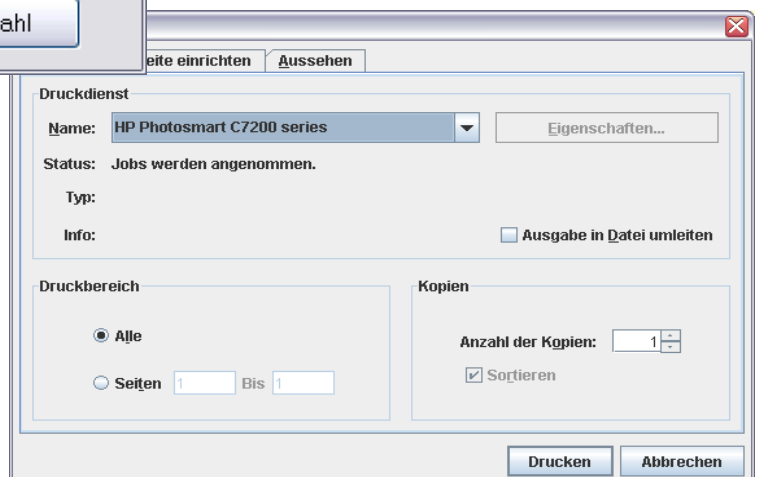 ahl
eite einrichten Aussehen
Druckdienst
Name: HP Photosmart C7200 series Eigenschaften...
Status: Jobs werden angenommen.
Typ:
Info: Ausgabe in Datei umleiten
Druckbereich Kopien
Alle Anzahl der Kopien: 1
Seiten 1 Bis 1 Sortieren
Drucken Abbrechen